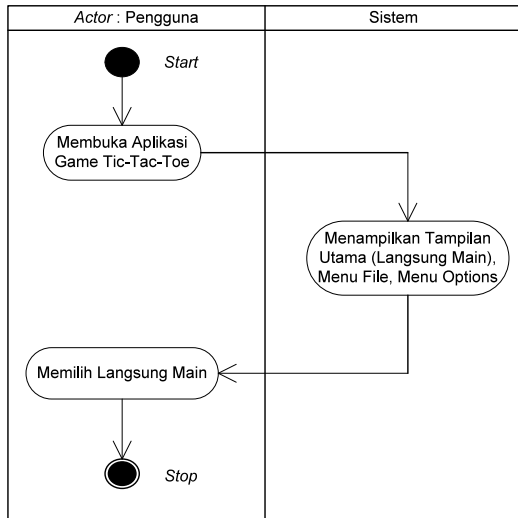 Actor : Pengguna
Sistem
Start
Membuka Aplikasi
Game Tic-Tac-Toe
Menampilkan Tampilan
Utama (Langsung Main),
Menu File, Menu Options
Memilih Langsung Main
Stop